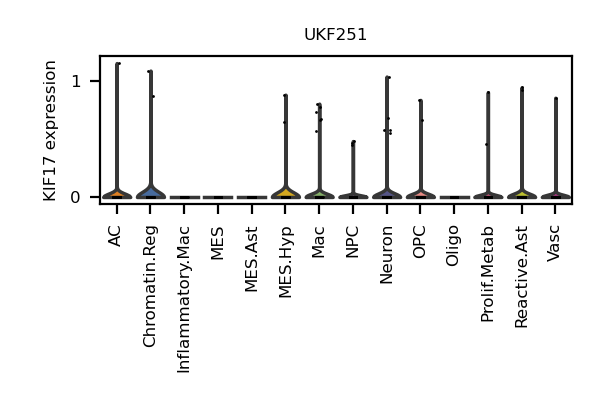 UKF251
KIF17 expression
1
0
AC
Chromatin.Reg
Inflammatory.Mac
MES
MES.Ast
MES.Hyp
Mac
NPC
Neuron
OPC
Oligo
Prolif.Metab
Reactive.Ast
Vasc